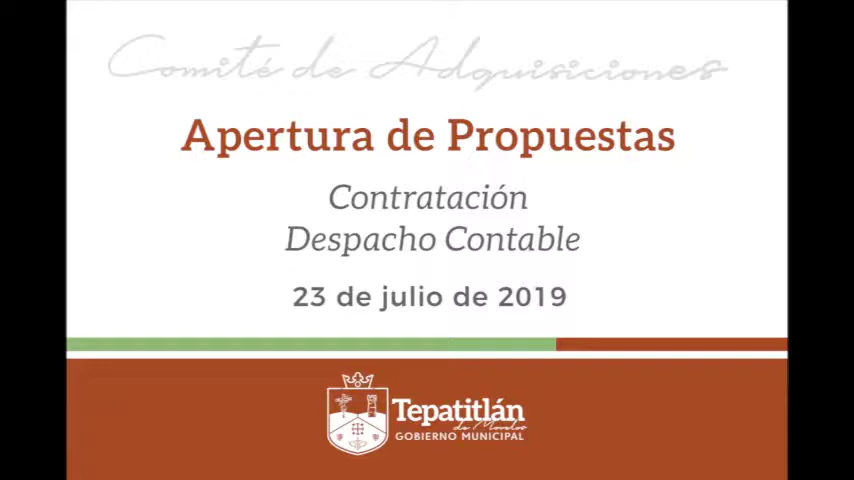 Comité de Adquisiciones
Apertura de Propuestas
Contratación
Despacho Contable
23 de julio de 2019
Tepatitlán
de Morelos
GOBIERNO MUNICIPAL